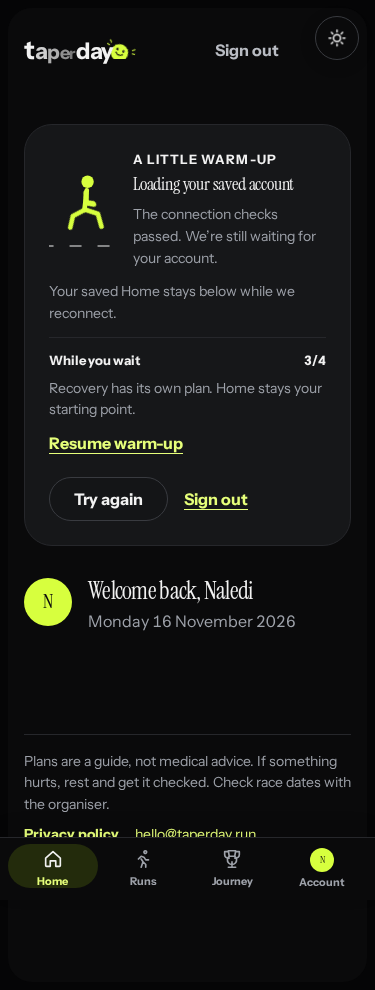 taperday
Sign out
A LITTLE WARM-UP
Loading your saved account
The connection checks
passed. We're still waiting for
your account.
Your saved Home stays below while we
reconnect.
While you wait
3/4
Recovery has its own plan. Home stays your
starting point.
Resume warm-up
Try again
Sign out
N
Welcome back, Naledi
Monday 16 November 2026
Plans are a guide, not medical advice. If something
hurts, rest and get it checked. Check race dates with
the organiser.
Privacy policy
hello@taperday.run
N
Home
Runs
Journey
Account